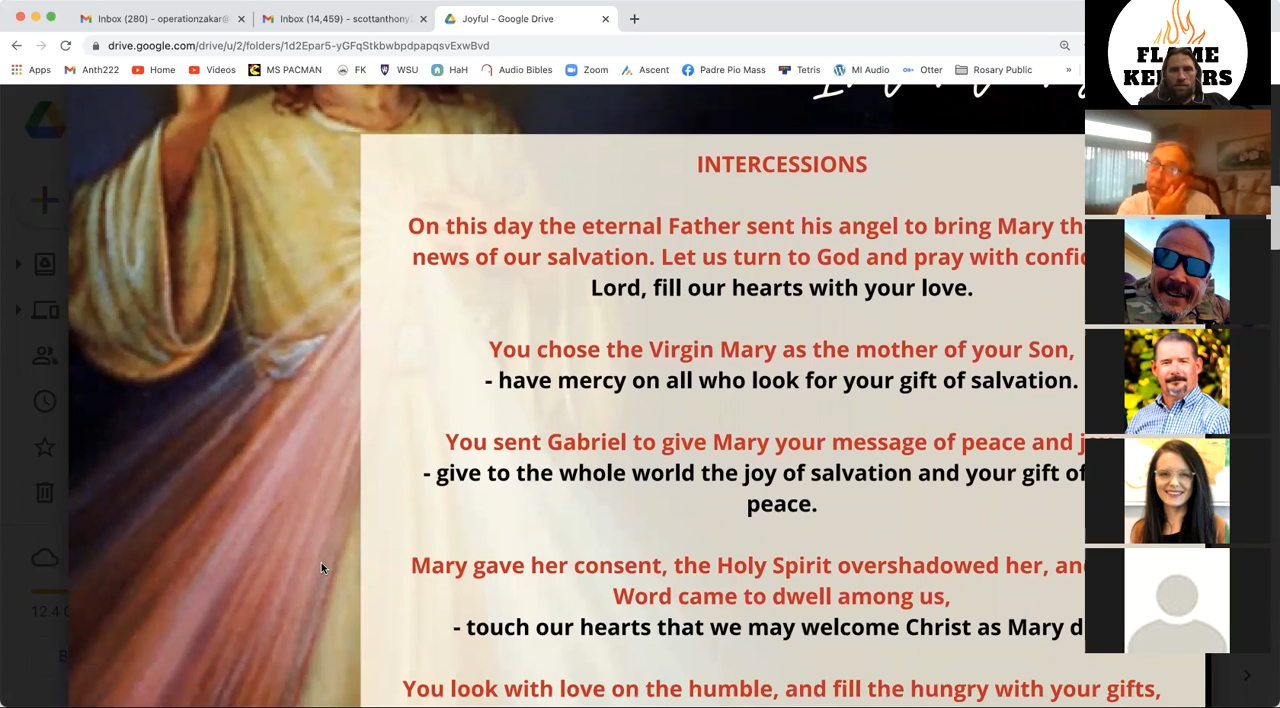 Inbox (280) - operationzakar@
Inbox (14,459) - scottanthony
Joyful - Google Drive
drive.google.com/drive/u/2/folders/1d2Epar5-yGFqStkbwbpdpapqsvExwBvd
Apps
Anth222
Home
Videos
MS PACMAN
FK
WSU
Hall
Audio Bibles
Zoom
Ascent
Padre Pio Mass
Tetris
MI Audio
Otter
Rosary Public
»
FLAME
KEEPERS
INTERCESSIONS
On this day the eternal Father sent his angel to bring Mary th
news of our salvation. Let us turn to God and pray with confi
Lord, fill our hearts with your love.
You chose the Virgin Mary as the mother of your Son,
- have mercy on all who look for your gift of salvation.
You sent Gabriel to give Mary your message of peace and j
- give to the whole world the joy of salvation and your gift of
peace.
Mary gave her consent, the Holy Spirit overshadowed her, an
Word came to dwell among us,
- touch our hearts that we may welcome Christ as Mary d
You look with love on the humble, and fill the hungry with your gifts,
12.4